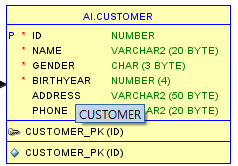 AI.CUSTOMER
P * ID NUMBER
* NAME VARCHAR2 (20 BYTE)
* GENDER CHAR (3 BYTE)
* BIRTHYEAR NUMBER (4)
ADDRESS VARCHAR2 (50 BYTE)
PHONE VARCHAR2 (20 BYTE)
CUSTOMER
CUSTOMER_PK (ID)
CUSTOMER_PK (ID)